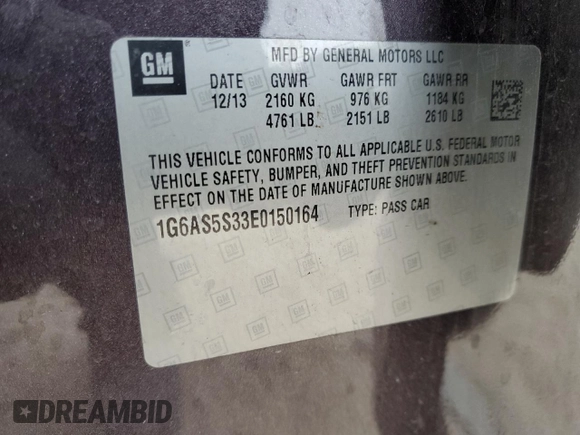 GM
MFD BY GENERAL MOTORS LLC
DATE GVWR GAWR FRT GAWR RR
12/13 2160 KG 976 KG 1184 KG
4761 LB 2151 LB 2610 LB
THIS VEHICLE CONFORMS TO ALL APPLICABLE U.S. FEDERAL MOTOR
VEHICLE SAFETY, BUMPER, AND THEFT PREVENTION STANDARDS IN
EFFECT ON THE DATE OF MANUFACTURE SHOWN ABOVE.
1G6AS5S33E0150164 TYPE: PASS CAR
DREAMBID